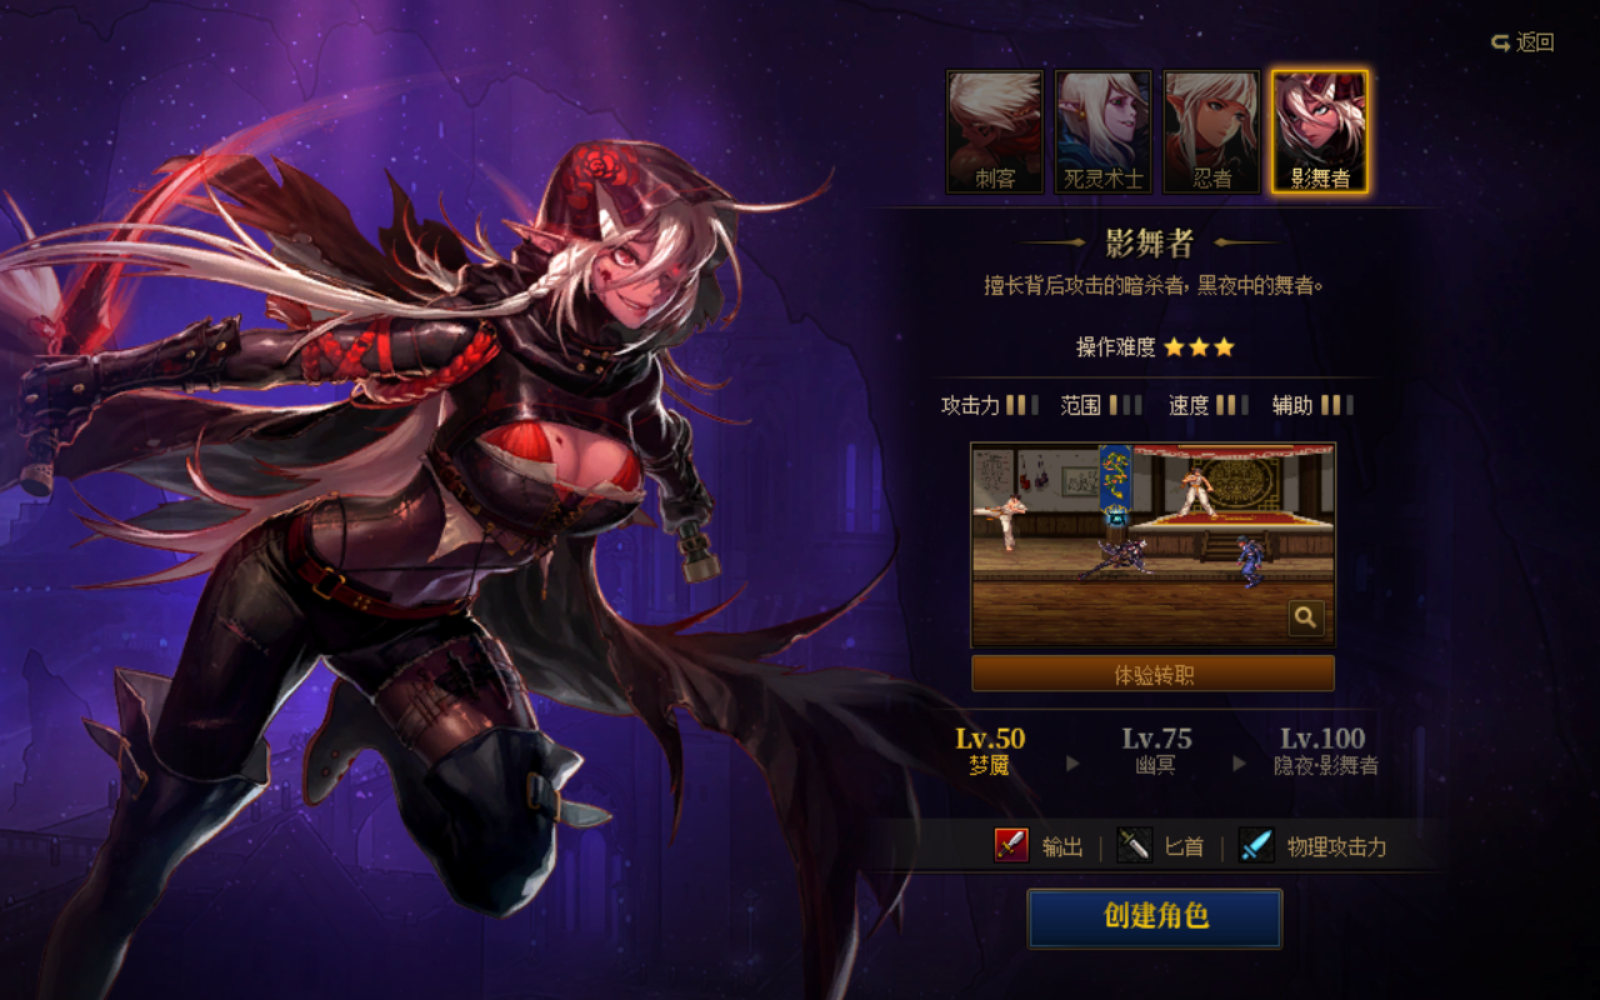 返回
刺客 死灵术士 忍者 影舞者
影舞者
擅长背后攻击的暗杀者，黑夜中的舞者。
操作难度
攻击力 范围 速度 辅助
体验转职
Lv.50 Lv.75 Lv.100
梦魇 幽冥 隐夜·影舞者
输出 | 匕首 | 物理攻击力
创建角色